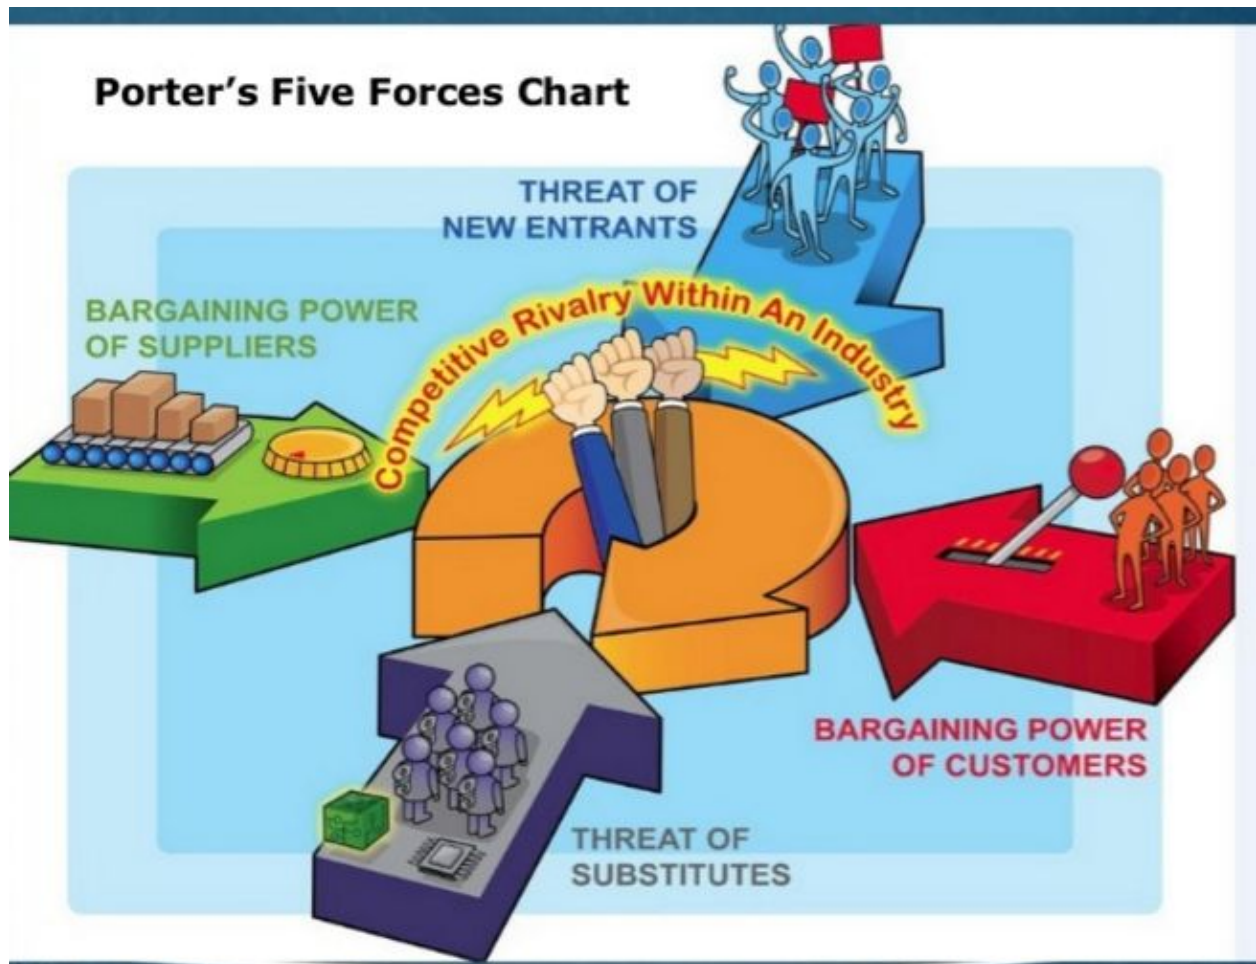 Porter's Five Forces Chart
THREAT OF
NEW ENTRANTS
BARGAINING POWER
OF SUPPLIERS
Competitive Rivalry Within An Industry
BARGAINING POWER
OF CUSTOMERS
THREAT OF
SUBSTITUTES